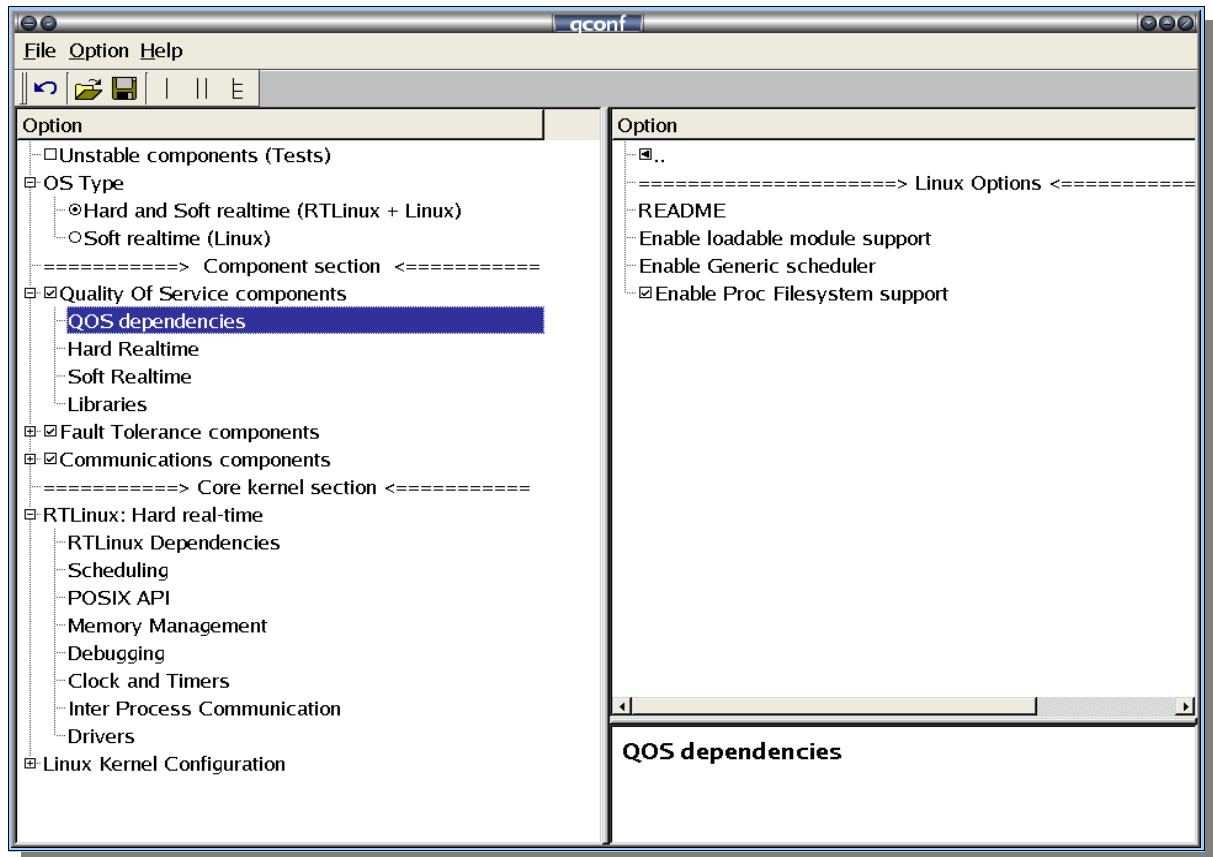 qconf
File Option Help
Option
Unstable components (Tests)
OS Type
Hard and Soft realtime (RTLinux + Linux)
Soft realtime (Linux)
===========> Component section <===========
Quality Of Service components
QOS dependencies
Hard Realtime
Soft Realtime
Libraries
Fault Tolerance components
Communications components
===========> Core kernel section <===========
RTLinux: Hard real-time
RTLinux Dependencies
Scheduling
POSIX API
Memory Management
Debugging
Clock and Timers
Inter Process Communication
Drivers
Linux Kernel Configuration
Option
..
=====================> Linux Options <===========
README
Enable loadable module support
Enable Generic scheduler
Enable Proc Filesystem support
QOS dependencies